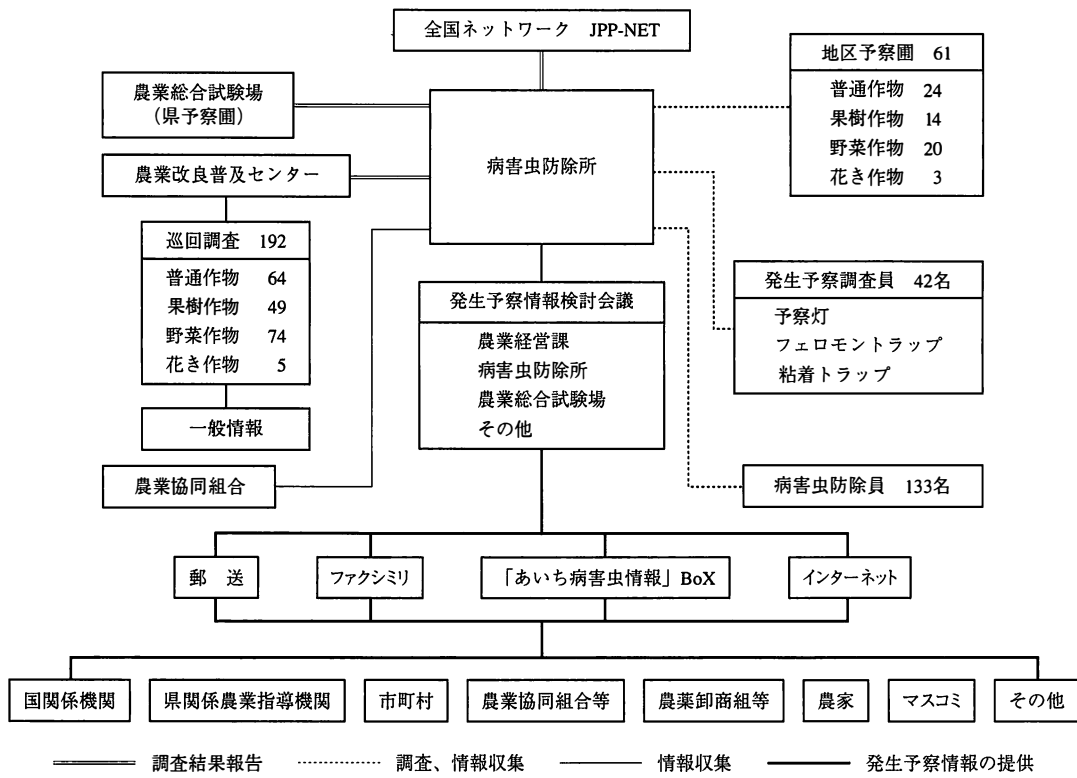 全国ネットワーク JPP-NET
農業総合試験場
(県予察圃)
農業改良普及センター
巡回調査 192
普通作物 64
果樹作物 49
野菜作物 74
花き作物 5
一般情報
農業協同組合
病害虫防除所
発生予察情報検討会議
農業経営課
病害虫防除所
農業総合試験場
その他
地区予察圃 61
普通作物 24
果樹作物 14
野菜作物 20
花き作物 3
発生予察調査員 42名
予察灯
フェロモントラップ
粘着トラップ
病害虫防除員 133名
郵 送
ファクシミリ
「あいち病害虫情報」BoX
インターネット
国関係機関
県関係農業指導機関
市町村
農業協同組合等
農薬卸商組等
農家
マスコミ
その他
調査結果報告
調査、情報収集
情報収集
発生予察情報の提供